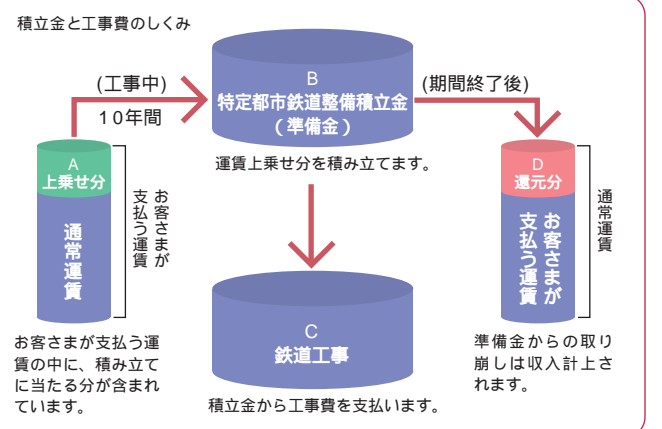 積立金と工事費のしくみ
(工事中)
10年間
B
特定都市鉄道整備積立金
(準備金)
(期間終了後)
運賃上乗せ分を積み立てます。
A
上乗せ分
通常運賃
お客さまが
支払う運賃
お客さまが支払う運
賃の中に、積み立て
に当たる分が含まれ
ています。
C
鉄道工事
積立金から工事費を支払います。
D
還元分
お客さまが
支払う運賃
通常運賃
準備金からの取り
崩しは収入計上さ
れます。